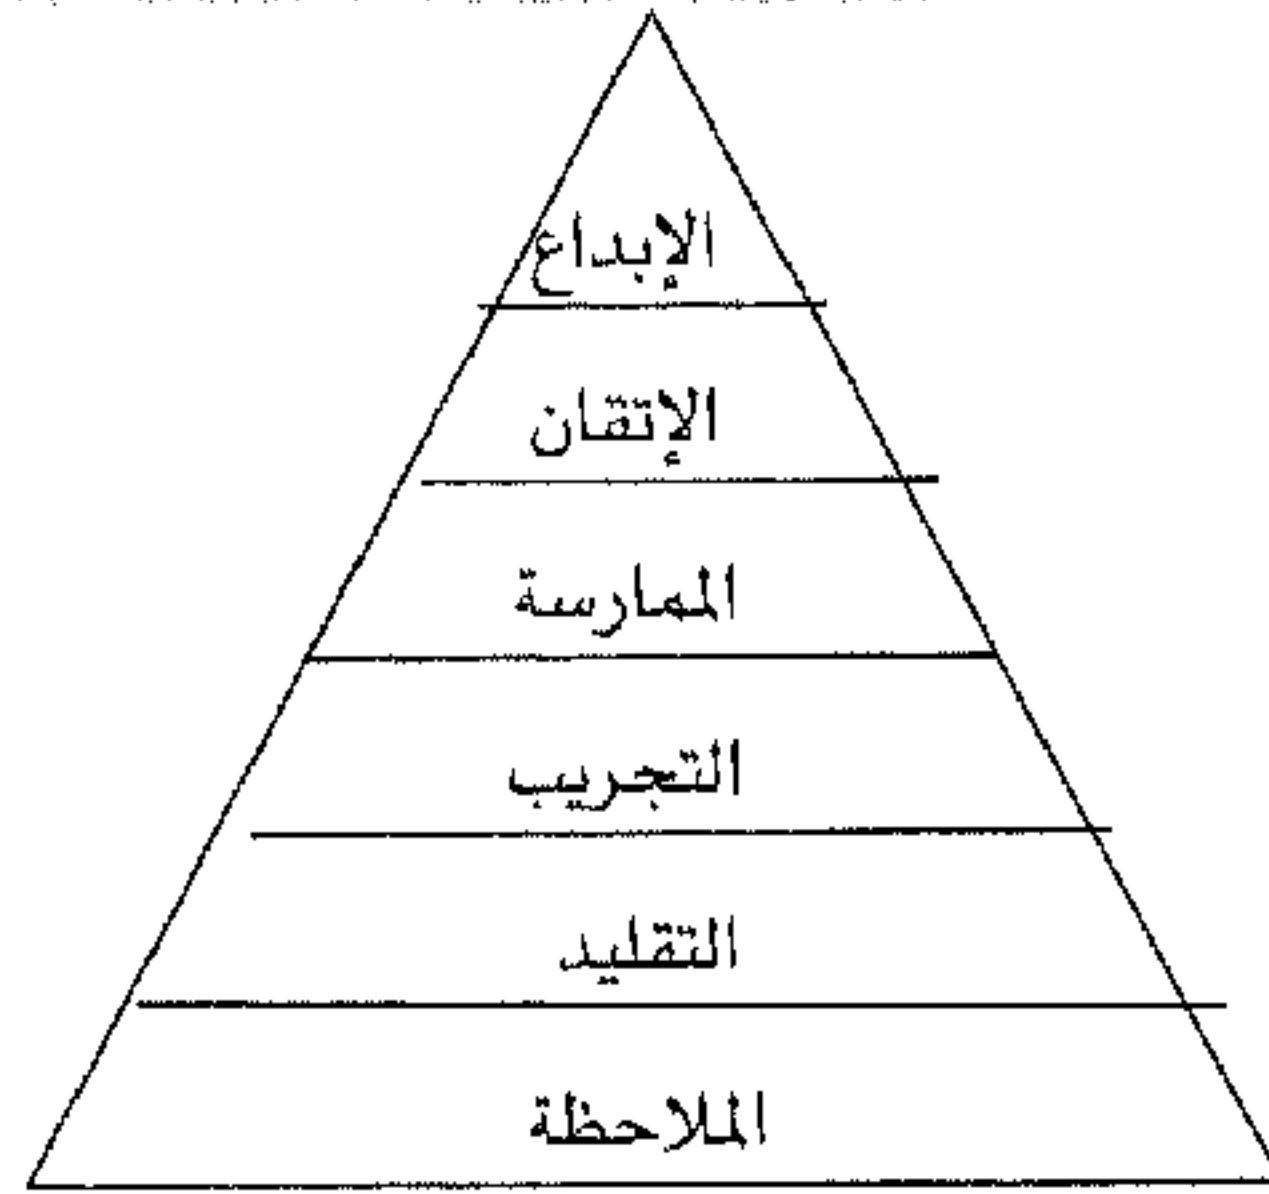 الإبداع
الإتقان
الممارسة
التجريب
التقليد
الملاحظة